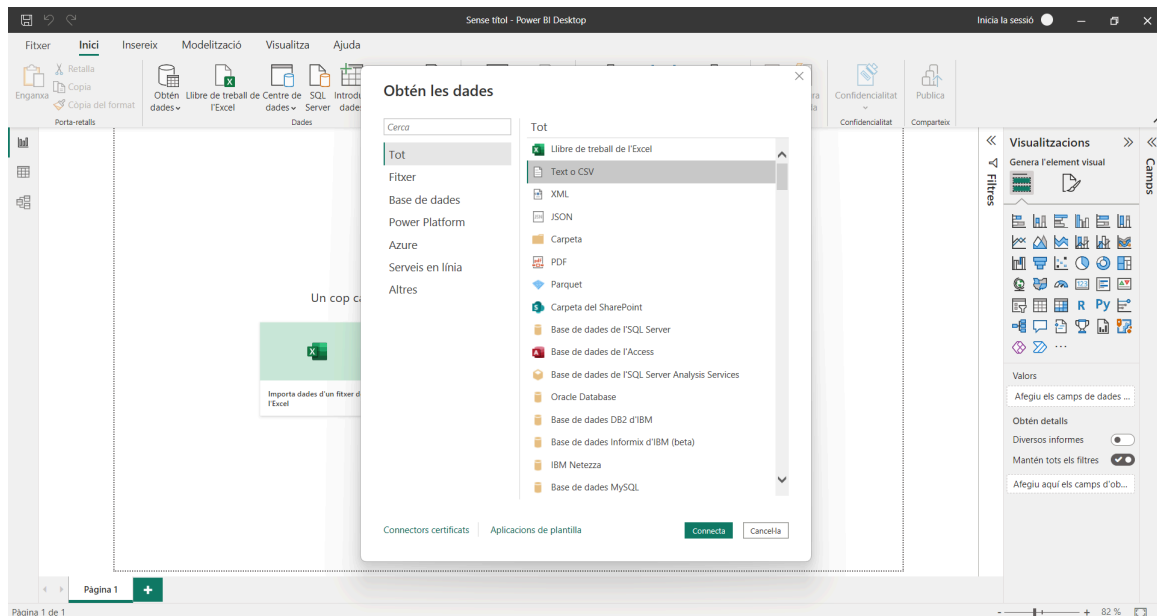 Sense títol - Power BI Desktop
Inicia la sessió
Fitxer
Inici
Insereix
Modelització
Visualitza
Ajuda
Enganxa
Retalla
Copia
Copia del format
Porta-retalls
Obtén dades
Llibre de treball de l'Excel
Centre de dades
SQL Server
Dades
Confidencialitat
Confidencialitat
Publica
Comparteix
Un cop
Importa dades d'un fitxer
l'Excel
Obtén les dades
Cerca
Tot
Fitxer
Base de dades
Power Platform
Azure
Serveis en línia
Altres
Tot
Llibre de treball de l'Excel
Text o CSV
XML
JSON
Carpeta
PDF
Parquet
Carpeta del SharePoint
Base de dades de l'SQL Server
Base de dades de l'Access
Base de dades de l'SQL Server Analysis Services
Oracle Database
Base de dades DB2 d'IBM
Base de dades Informix d'IBM (beta)
IBM Netezza
Base de dades MySQL
Connectors certificats
Aplicacions de plantilla
Connecta
Cancel·la
Filtres
Visualitzacions
Genera l'element visual
R Py
Valors
Afegiu els camps de dades ...
Obtén detalls
Diversos informes
Mantén tots els filtres
Afegiu aquí els camps d'ob...
Camps
Pàgina 1
Pàgina 1 de 1
82 %